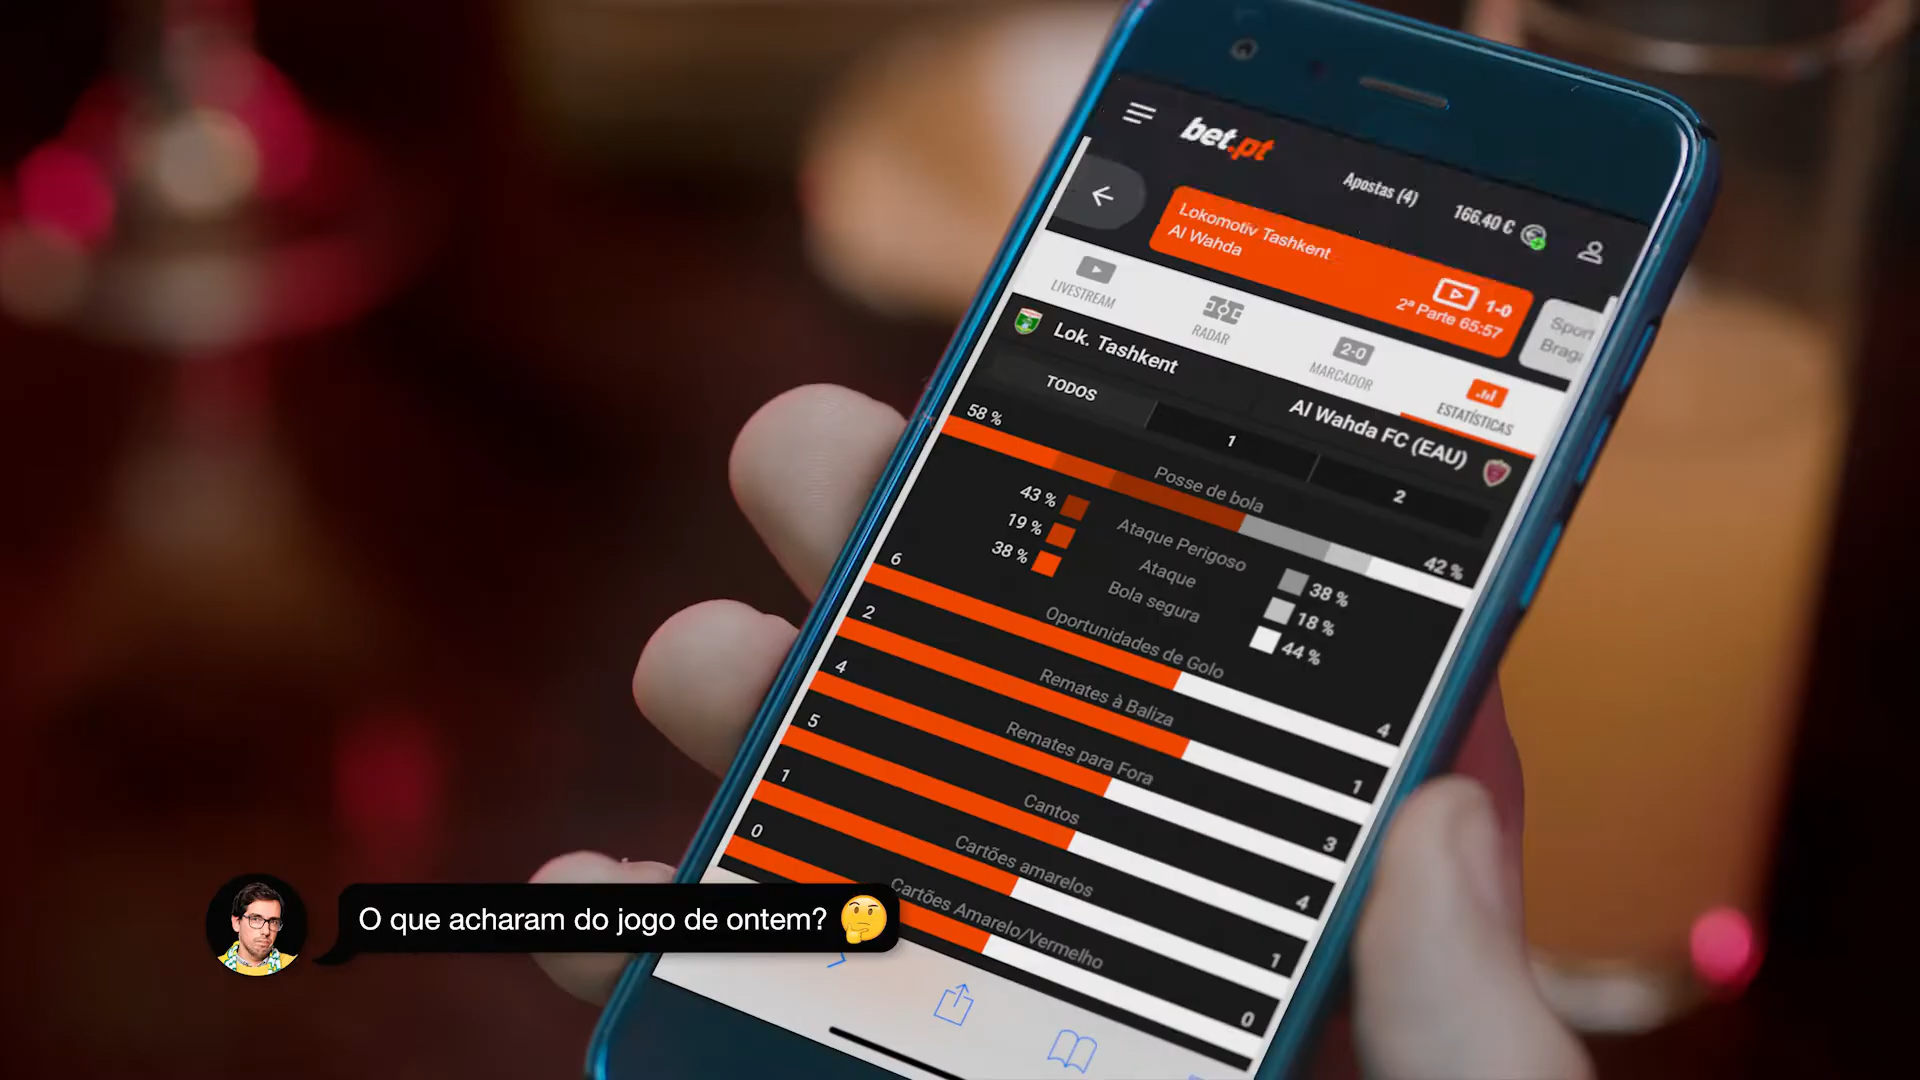 bet.pt
Apostas (4)
166.40 €
Lokomotiv Tashkent
Al Wahda
1-0
2ª Parte 65:57
Sport
Braga
LIVESTREAM
RADAR
2-0
MARCADOR
ESTATÍSTICAS
Lok. Tashkent
Al Wahda FC (EAU)
TODOS
1
2
58 %
Posse de bola
42 %
43 %
Ataque Perigoso
38 %
19 %
Ataque
18 %
38 %
Bola segura
44 %
6
Oportunidades de Golo
4
2
Remates à Baliza
1
4
Remates para Fora
3
5
Cantos
4
1
Cartões amarelos
1
0
Cartões Amarelo/Vermelho
0
O que acharam do jogo de ontem? 🤔